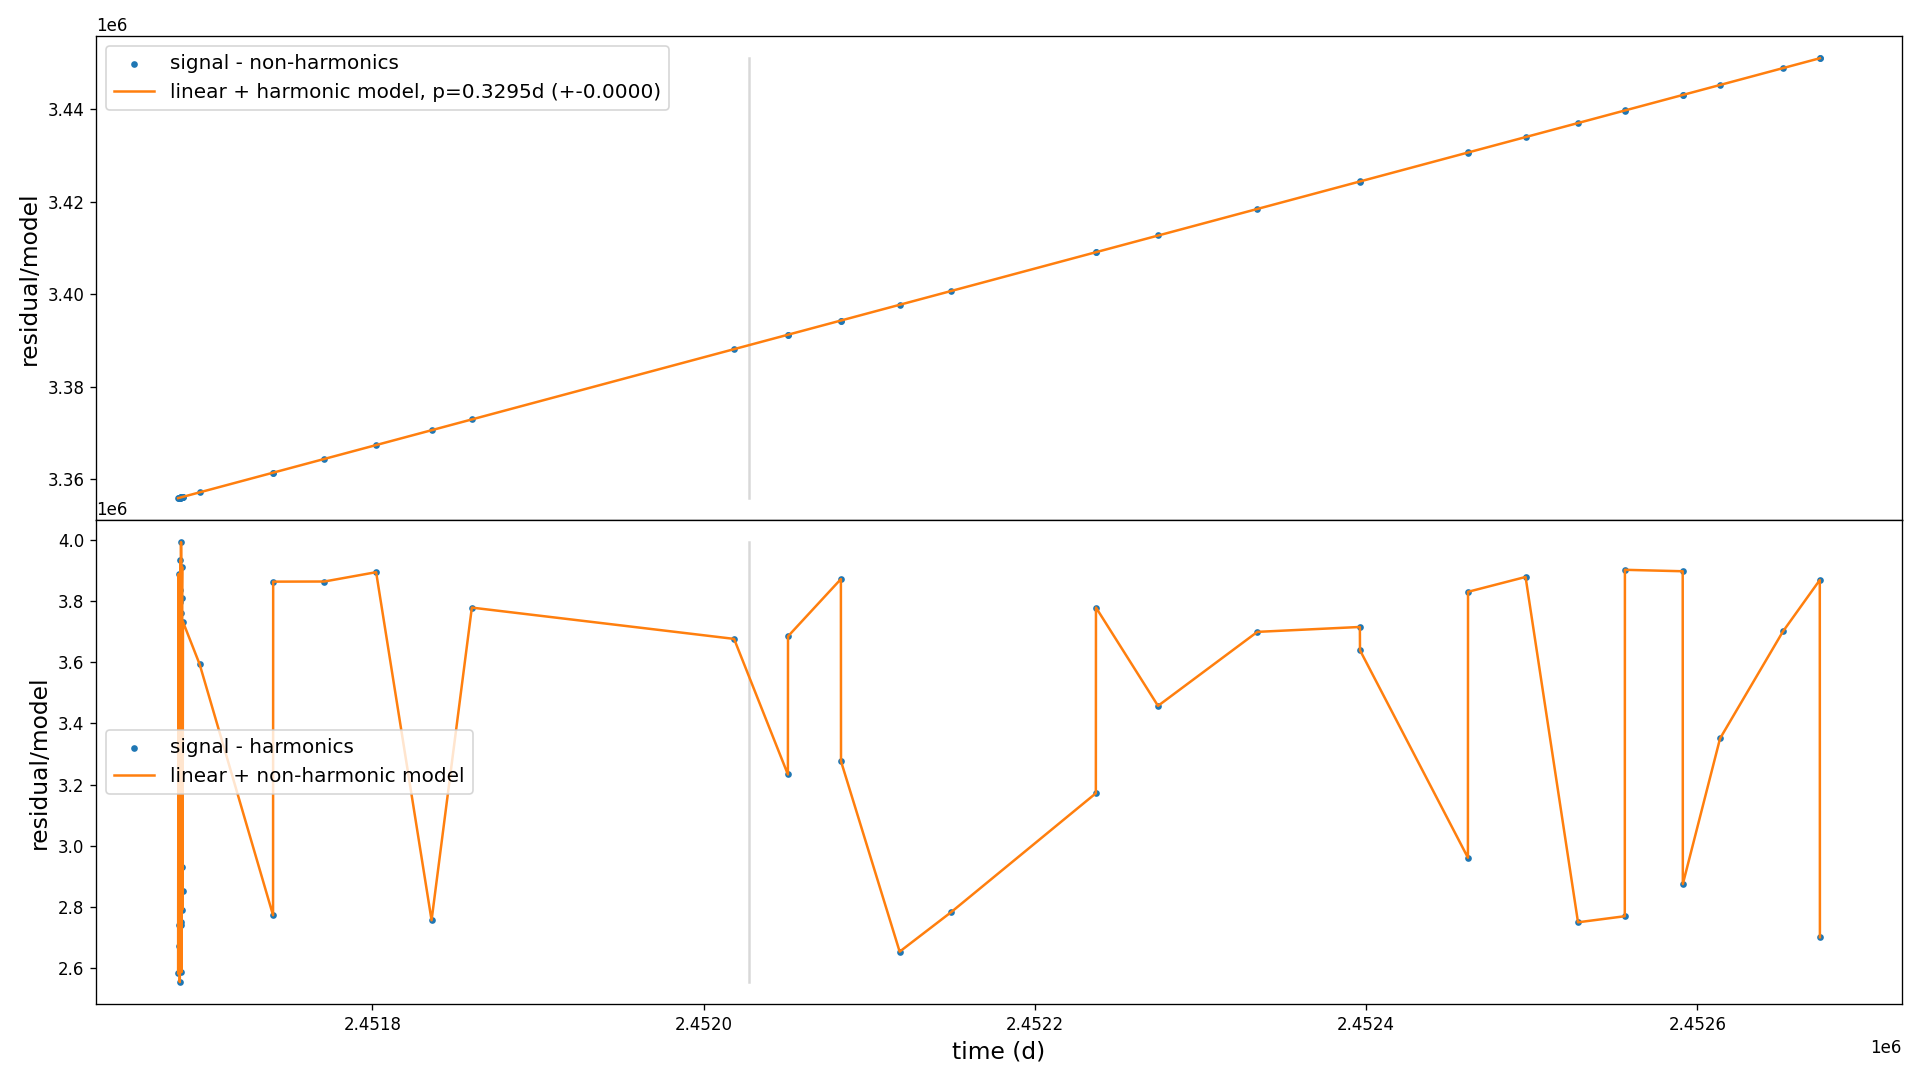 1e6
signal - non-harmonics
linear + harmonic model, p=0.3295d (+-0.0000)
3.44
3.42
3.40
3.38
3.36
residual/model
1e6
4.0
3.8
3.6
3.4
3.2
3.0
2.8
2.6
residual/model
signal - harmonics
linear + non-harmonic model
2.4518
2.4520
2.4522
2.4524
2.4526
time (d)
1e6